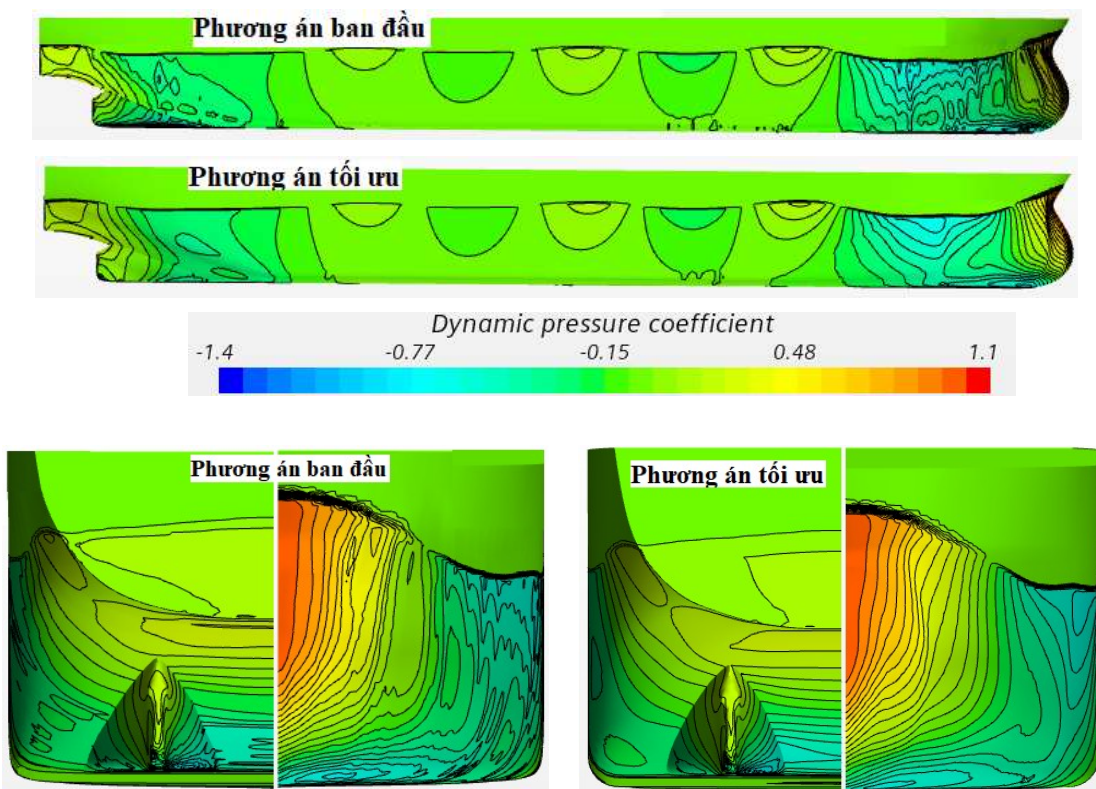 Phương án ban đầu
Phương án tối ưu
Dynamic pressure coefficient
-1.4 -0.77 -0.15 0.48 1.1
Phương án ban đầu
Phương án tối ưu